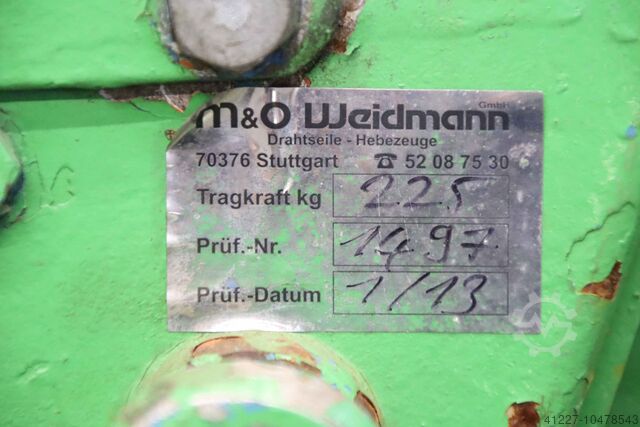 M&O Weidmann GmbH
Drahtseile - Hebezeuge
70376 Stuttgart ☎ 52 08 75 30
Tragkraft kg 225
Prüf.-Nr. 1497
Prüf.-Datum 1/13
41227-10478543